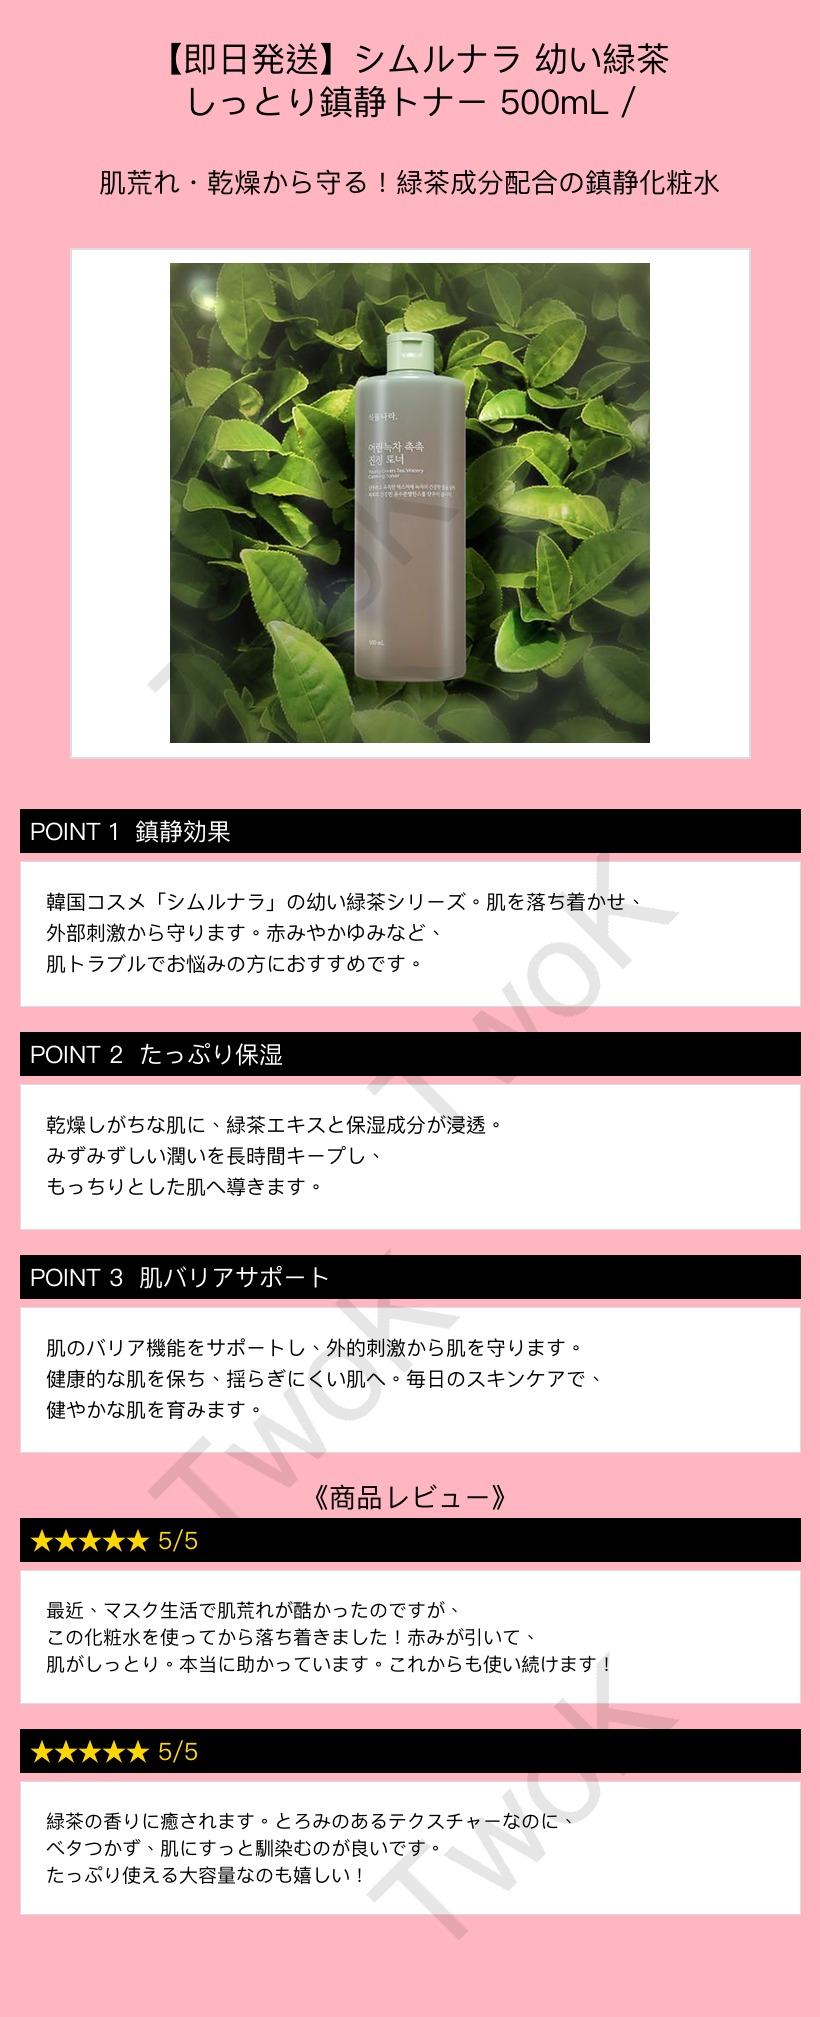 【即日発送】シムルナラ 幼い緑茶
しっとり鎮静トナー 500mL /
肌荒れ・乾燥から守る！緑茶成分配合の鎮静化粧水
식물나라.
어린녹차 촉촉
진정 토너
Young Green Tea Watery
Calming Toner
500 mL
POINT 1 鎮静効果
韓国コスメ「シムルナラ」の幼い緑茶シリーズ。肌を落ち着かせ、
外部刺激から守ります。赤みやかゆみなど、
肌トラブルでお悩みの方におすすめです。
POINT 2 たっぷり保湿
乾燥しがちな肌に、緑茶エキスと保湿成分が浸透。
みずみずしい潤いを長時間キープし、
もっちりとした肌へ導きます。
POINT 3 肌バリアサポート
肌のバリア機能をサポートし、外的刺激から肌を守ります。
健康的な肌を保ち、揺らぎにくい肌へ。毎日のスキンケアで、
健やかな肌を育みます。
《商品レビュー》
★★★★★ 5/5
最近、マスク生活で肌荒れが酷かったのですが、
この化粧水を使ってから落ち着きました！赤みが引いて、
肌がしっとり。本当に助かっています。これからも使い続けます！
★★★★★ 5/5
緑茶の香りに癒されます。とろみのあるテクスチャーなのに、
ベタつかず、肌にすっと馴染むのが良いです。
たっぷり使える大容量なのも嬉しい！
TwoK
TwoK
TwoK
TwoK